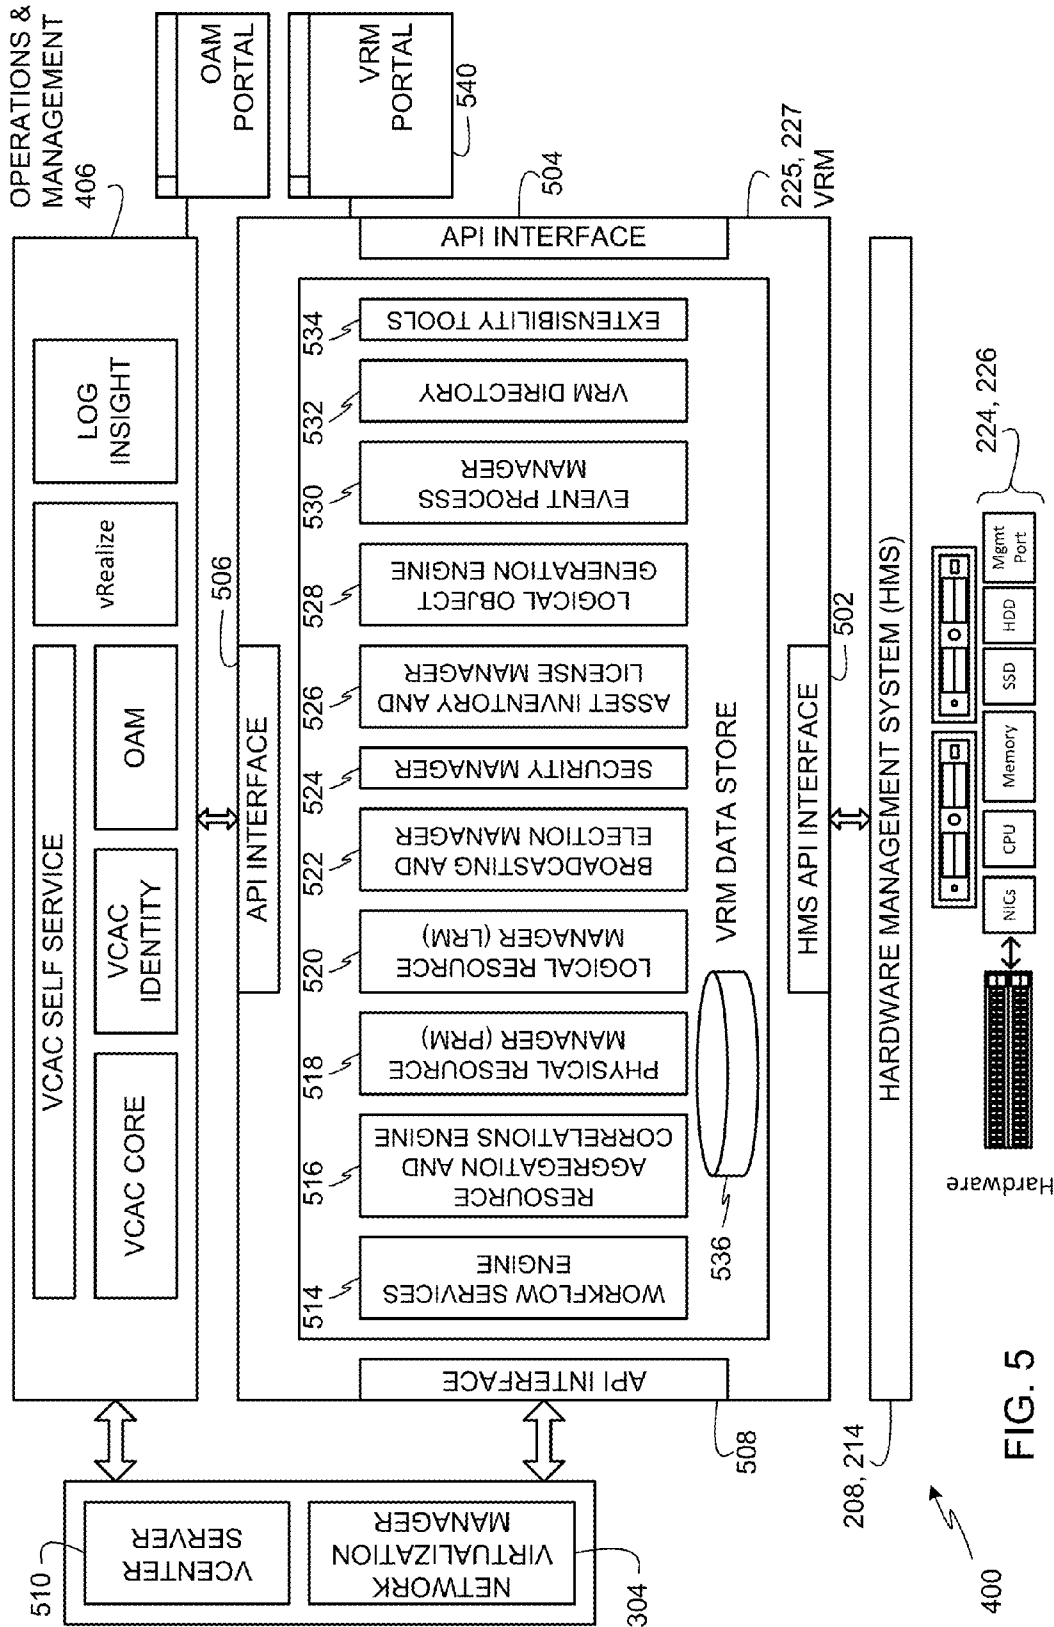 OPERATIONS &
MANAGEMENT
406
VCAC SELF SERVICE
VCAC CORE
VCAC
IDENTITY
OAM
vRealize
LOG
INSIGHT
OAM
PORTAL
VRM
PORTAL
540
510
VCENTER
SERVER
NETWORK
VIRTUALIZATION
MANAGER
304
API INTERFACE
506
API INTERFACE
504
225, 227
VRM
API INTERFACE
508
514
WORKFLOW SERVICES
ENGINE
516
RESOURCE
AGGREGATION AND
CORRELATIONS ENGINE
518
PHYSICAL RESOURCE
MANAGER (PRM)
520
LOGICAL RESOURCE
MANAGER (LRM)
522
BROADCASTING AND
ELECTION MANAGER
524
SECURITY MANAGER
526
ASSET INVENTORY AND
LICENSE MANAGER
528
LOGICAL OBJECT
GENERATION ENGINE
530
EVENT PROCESS
MANAGER
532
VRM DIRECTORY
534
EXTENSIBILITY TOOLS
536
VRM DATA STORE
HMS API INTERFACE
502
HARDWARE MANAGEMENT SYSTEM (HMS)
208, 214
Hardware
NICs
CPU
Memory
SSD
HDD
Mgmt
Port
224, 226
400
FIG. 5